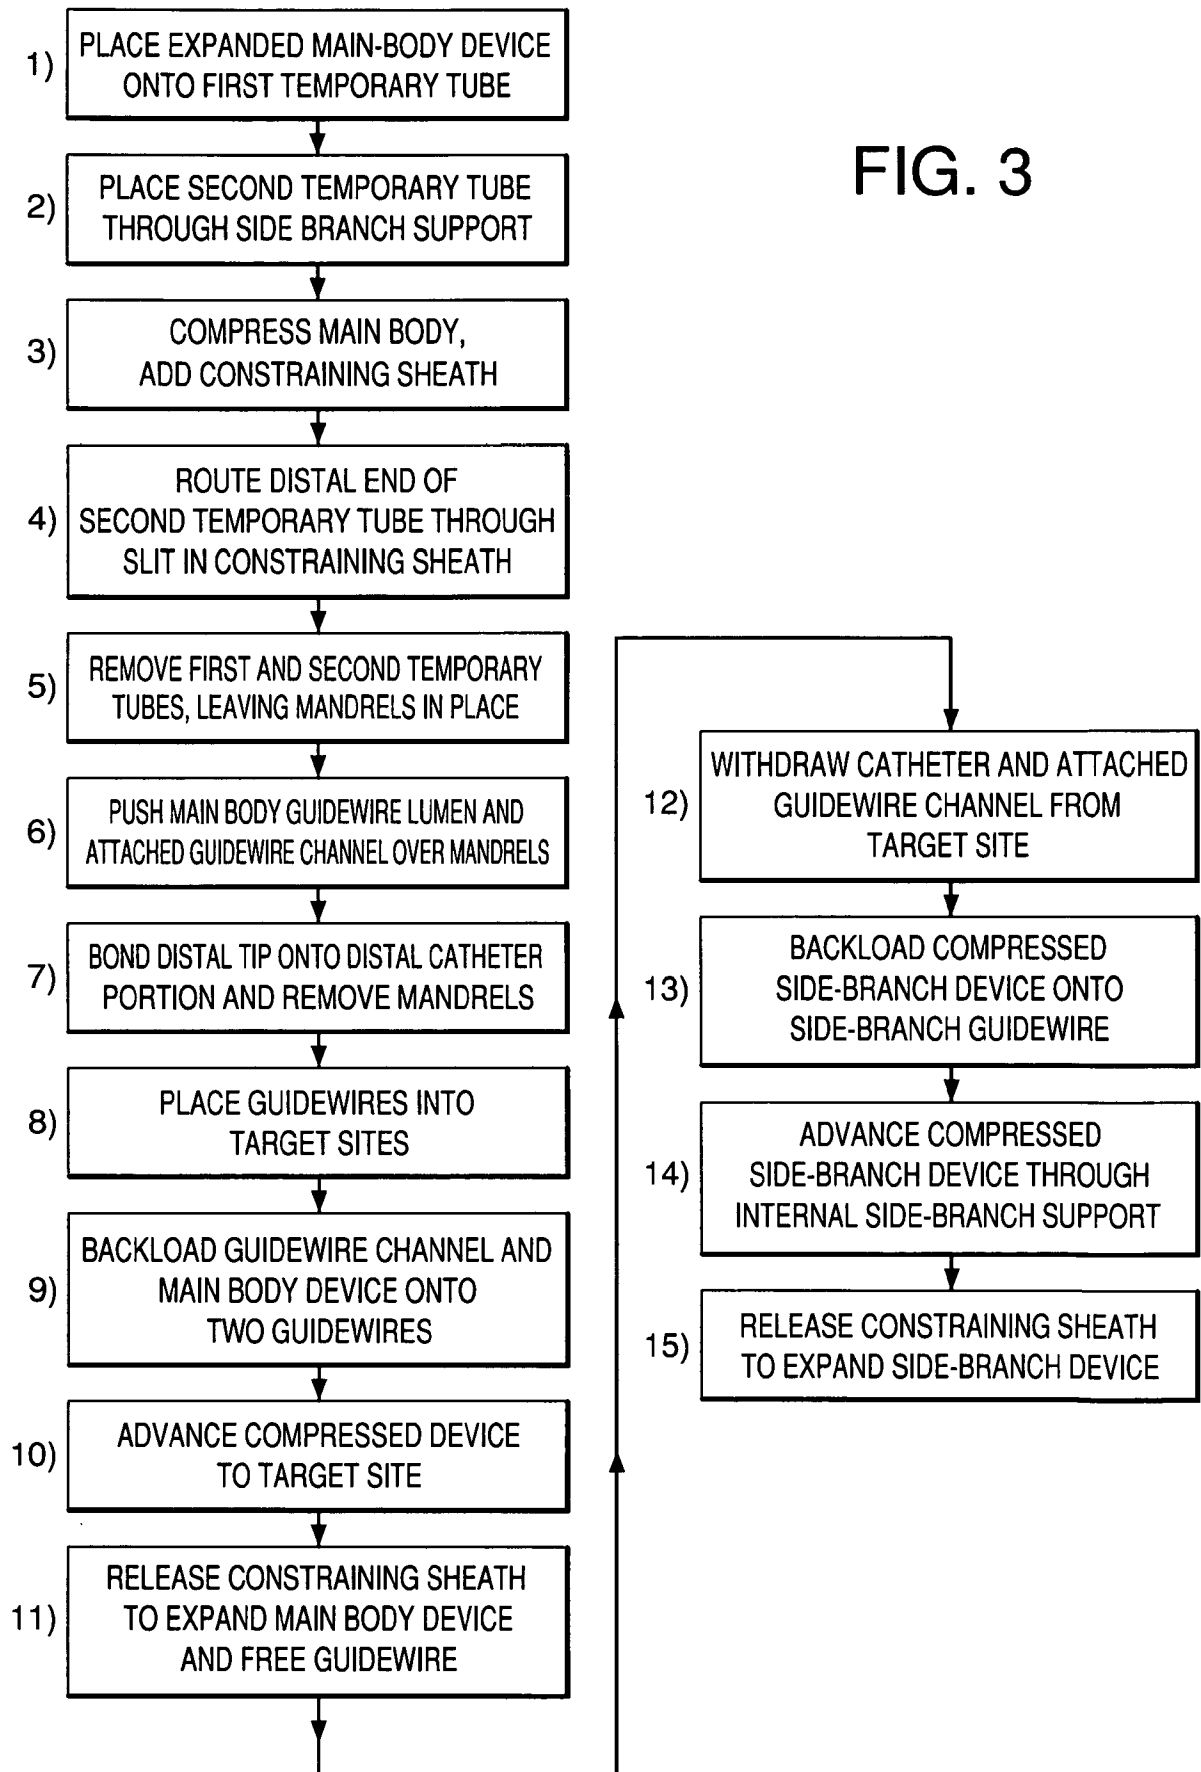 FIG. 3
1) PLACE EXPANDED MAIN-BODY DEVICE
ONTO FIRST TEMPORARY TUBE
2) PLACE SECOND TEMPORARY TUBE
THROUGH SIDE BRANCH SUPPORT
3) COMPRESS MAIN BODY,
ADD CONSTRAINING SHEATH
4) ROUTE DISTAL END OF
SECOND TEMPORARY TUBE THROUGH
SLIT IN CONSTRAINING SHEATH
5) REMOVE FIRST AND SECOND TEMPORARY
TUBES, LEAVING MANDRELS IN PLACE
6) PUSH MAIN BODY GUIDEWIRE LUMEN AND
ATTACHED GUIDEWIRE CHANNEL OVER MANDRELS
7) BOND DISTAL TIP ONTO DISTAL CATHETER
PORTION AND REMOVE MANDRELS
8) PLACE GUIDEWIRES INTO
TARGET SITES
9) BACKLOAD GUIDEWIRE CHANNEL AND
MAIN BODY DEVICE ONTO
TWO GUIDEWIRES
10) ADVANCE COMPRESSED DEVICE
TO TARGET SITE
11) RELEASE CONSTRAINING SHEATH
TO EXPAND MAIN BODY DEVICE
AND FREE GUIDEWIRE
12) WITHDRAW CATHETER AND ATTACHED
GUIDEWIRE CHANNEL FROM
TARGET SITE
13) BACKLOAD COMPRESSED
SIDE-BRANCH DEVICE ONTO
SIDE-BRANCH GUIDEWIRE
14) ADVANCE COMPRESSED
SIDE-BRANCH DEVICE THROUGH
INTERNAL SIDE-BRANCH SUPPORT
15) RELEASE CONSTRAINING SHEATH
TO EXPAND SIDE-BRANCH DEVICE